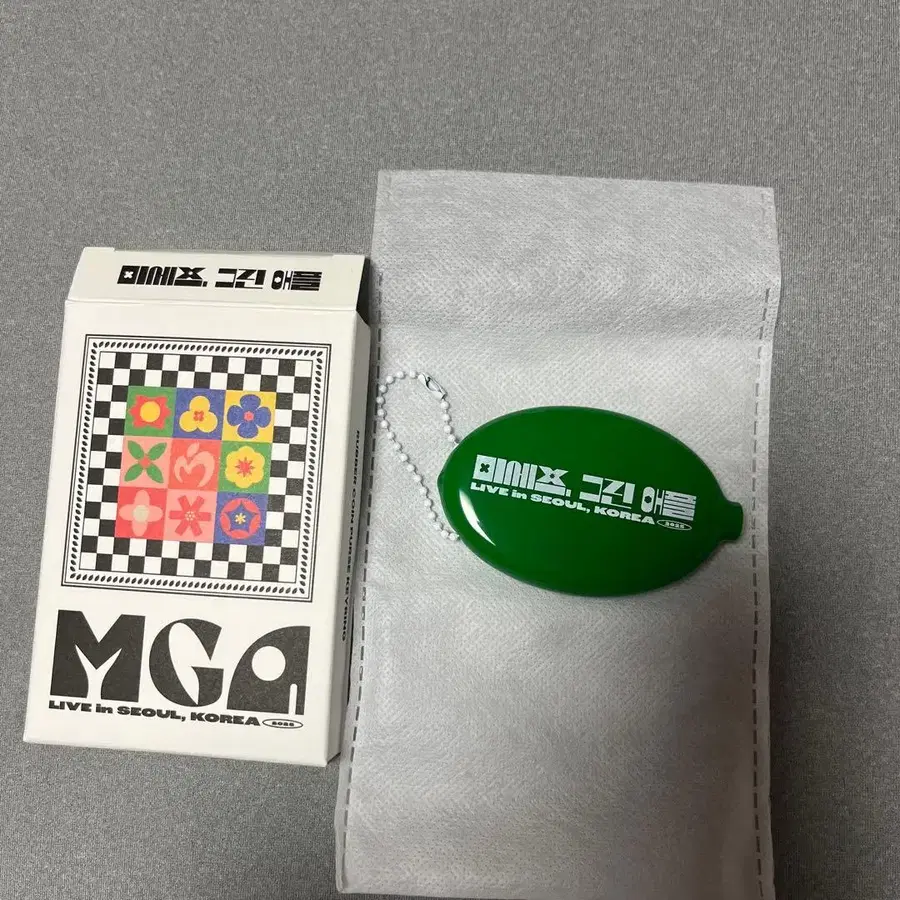 미세스 그린 애플
MGA
LIVE in SEOUL, KOREA 2025
RUBBER COIN PURSE KEYRING
미세스 그린 애플
LIVE in SEOUL, KOREA 2025